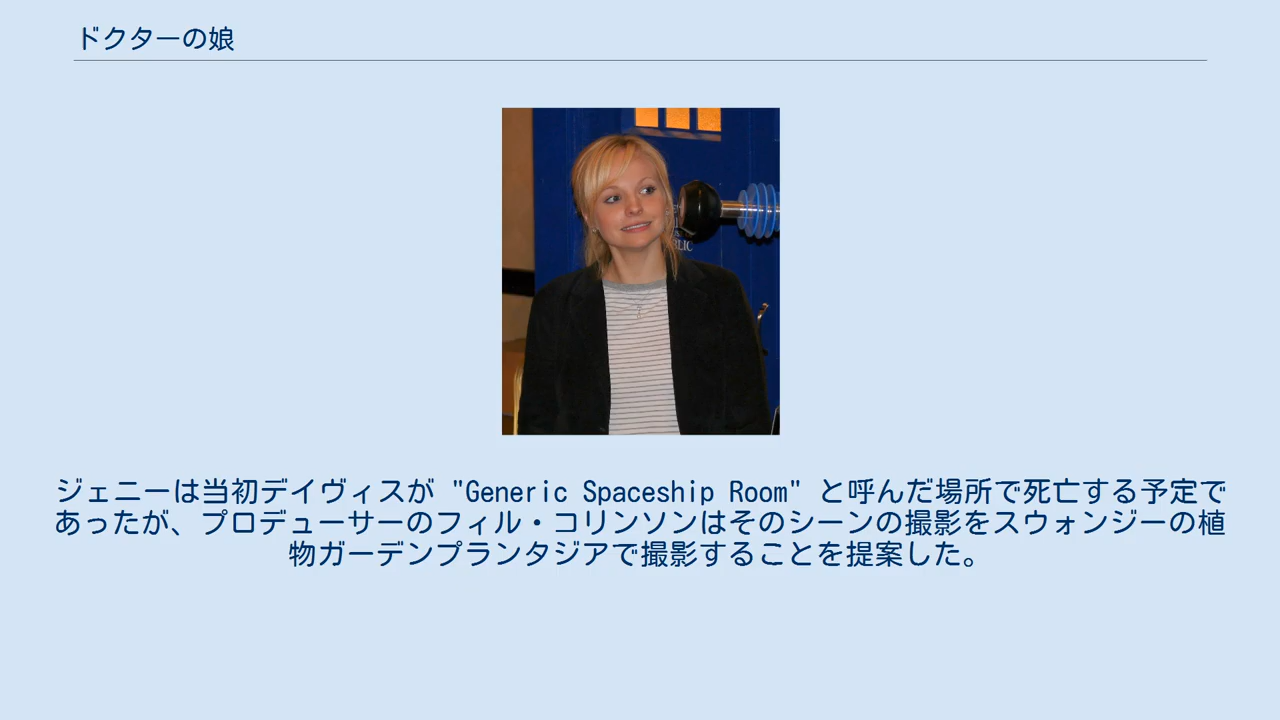 ドクターの娘
BLIC
ジェニーは当初デイヴィスが "Generic Spaceship Room" と呼んだ場所で死亡する予定で
あったが、プロデューサーのフィル・コリンソンはそのシーンの撮影をスウォンジーの植
物ガーデンプランタジアで撮影することを提案した。